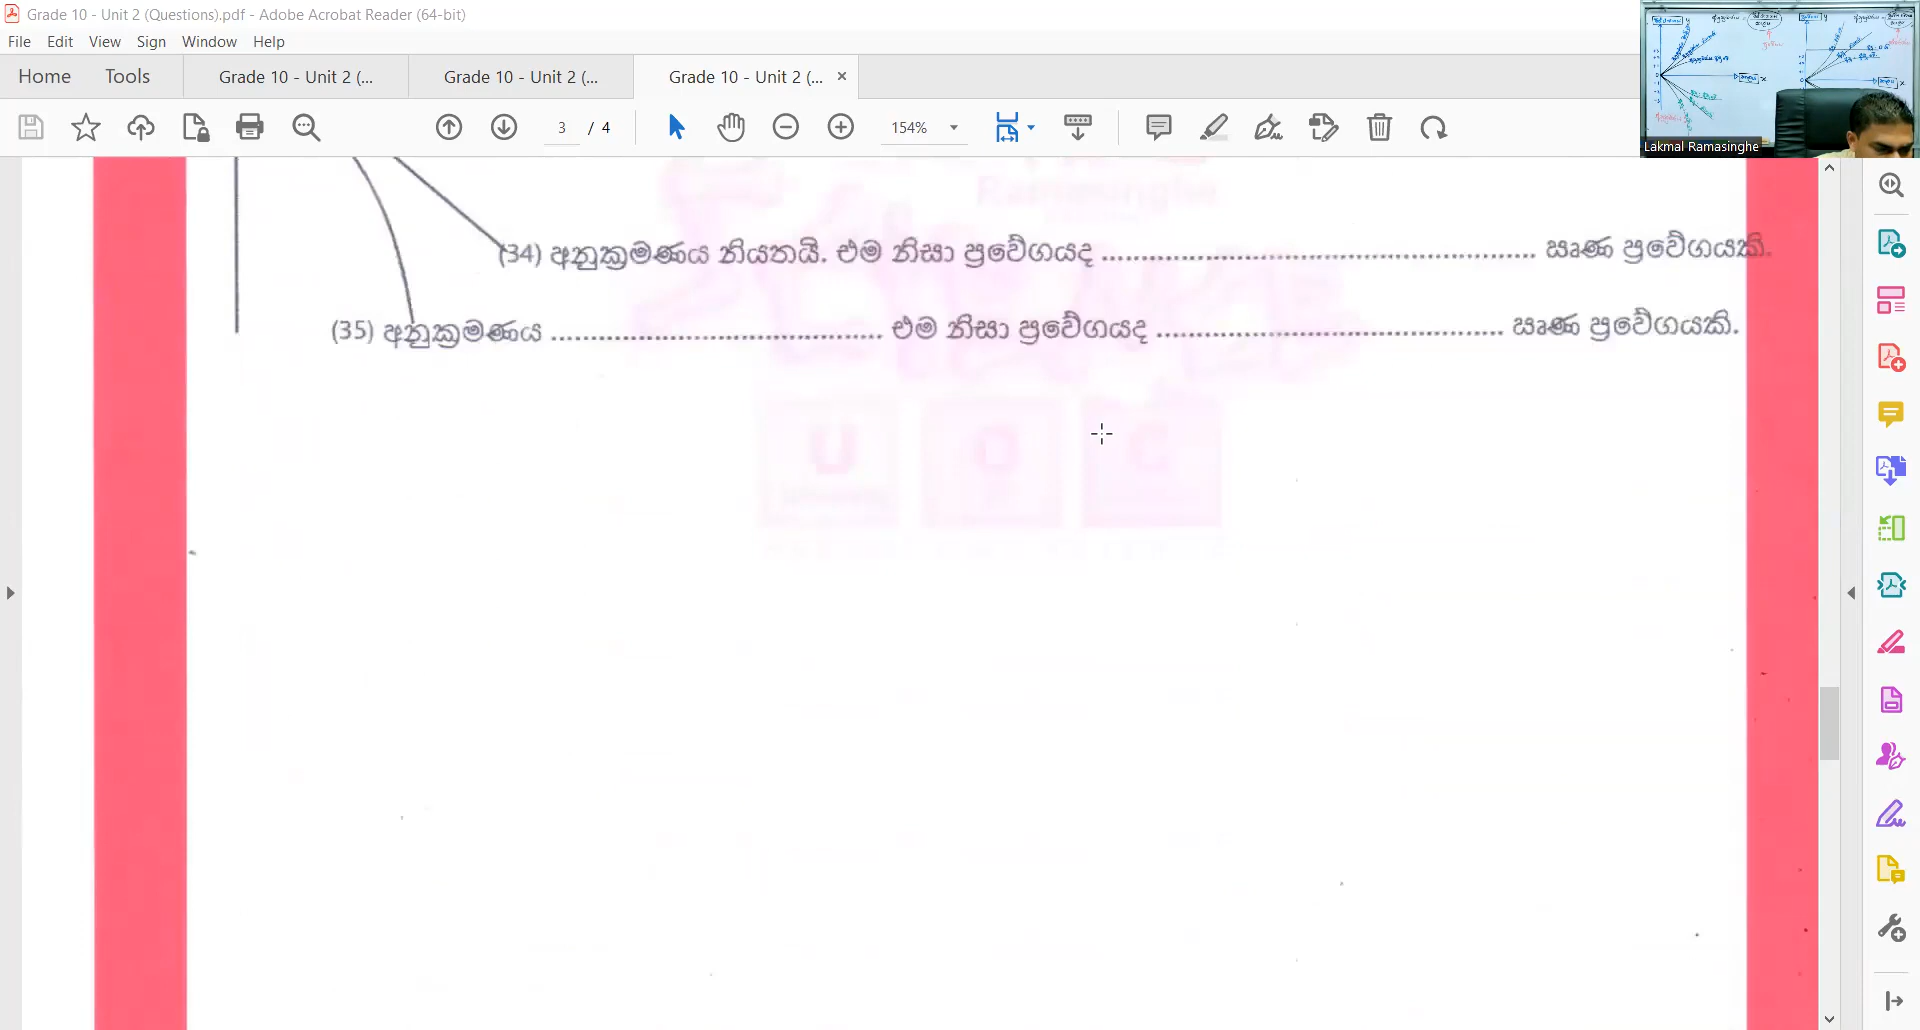 Grade 10 - Unit 2 (Questions).pdf - Adobe Acrobat Reader (64-bit)
File Edit View Sign Window Help
Home Tools Grade 10 - Unit 2 (... Grade 10 - Unit 2 (... Grade 10 - Unit 2 (... ×
3 / 4 154%
Lakmal Ramasinghe
Ramasinghe
(34) අනුක්‍රමණය නියතයි. එම නිසා ප්‍රවේගයද ........................................................ ඍණ ප්‍රවේගයකි.
(35) අනුක්‍රමණය ........................................... එම නිසා ප්‍රවේගයද ............................................. ඍණ ප්‍රවේගයකි.
U O C